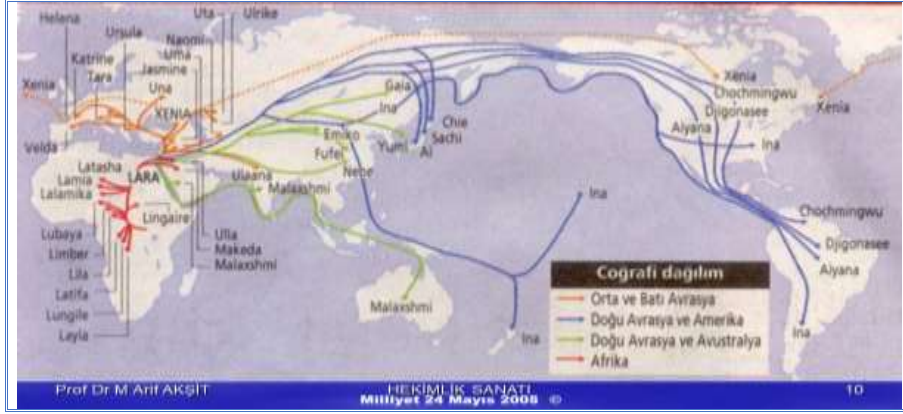 Helena
Ursula
Uta
Ulrike
Naomi
Katrine
Uma
Tara
Jasmine
Una
Xenia
XENIA
Velda
Gaia
Ina
Emiko
Fufei
Yumi
Ai
Sachi
Chie
Nene
Latasha
LARA
Lamia
Lalamika
Ulaana
Malaxshmi
Lingaire
Lubaya
Limber
Lila
Latifa
Lungile
Layla
Ulla
Makeda
Malaxshmi
Malaxshmi
Ina
Ina
Xenia
Chochmingwu
Djigonasee
Aiyana
Ina
Xenia
Chochmingwu
Djigonasee
Aiyana
Ina
Coğrafi dağılım
Orta ve Batı Avrasya
Doğu Avrasya ve Amerika
Doğu Avrasya ve Avustralya
Afrika
Prof Dr M Arif AKŞİT
HEKİMLİK SANATI
10
Milliyet 24 Mayıs 2008 ©